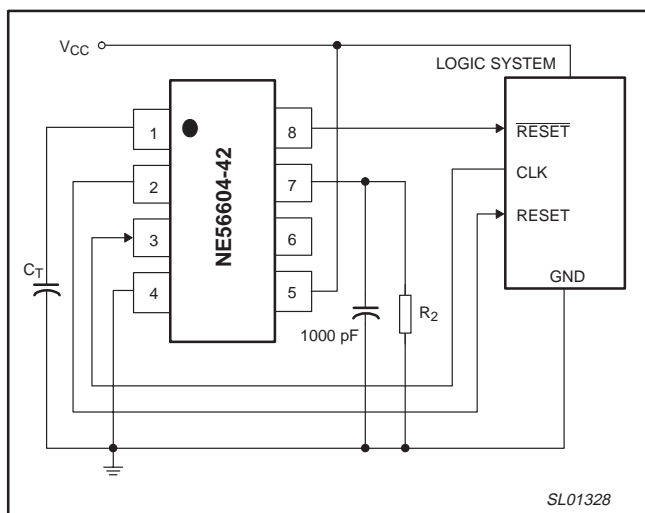 VCC
LOGIC SYSTEM
1
8
RESET
NE56604-42
2
7
CLK
3
6
RESET
CT
4
5
GND
R2
1000 pF
SL01328